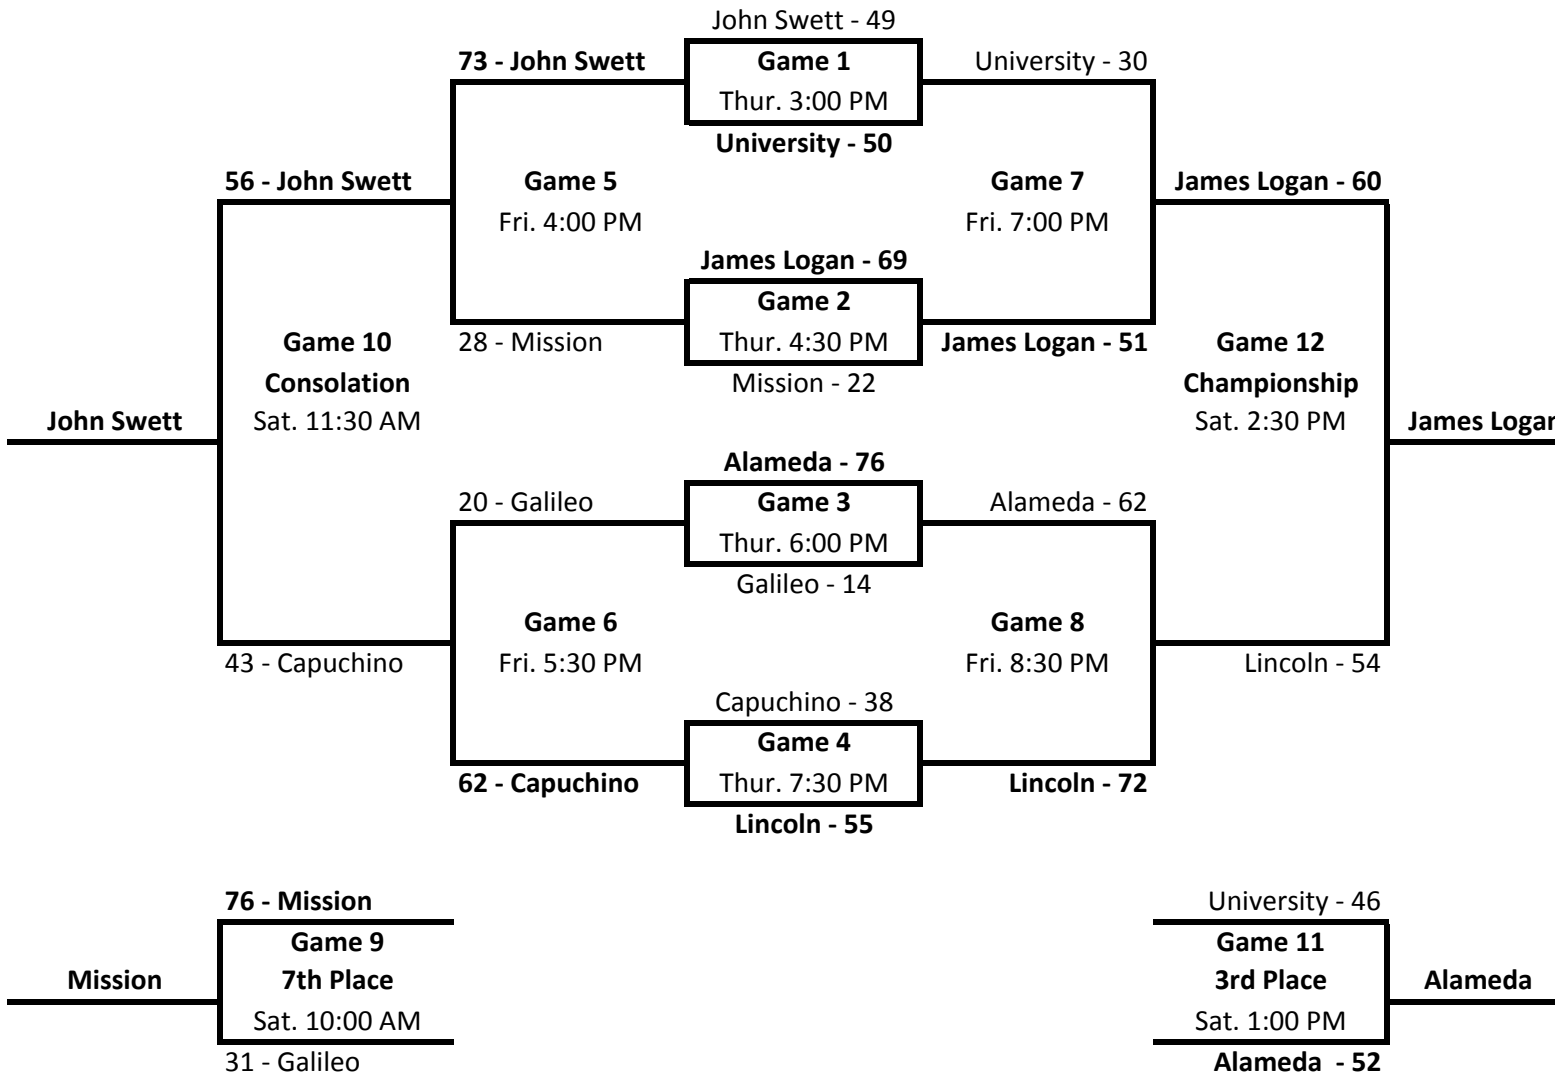 John Swett - 49
73 - John Swett
Game 1
University - 30
Thur. 3:00 PM
University - 50
56 - John Swett
Game 5
Game 7
James Logan - 60
Fri. 4:00 PM
Fri. 7:00 PM
James Logan - 69
Game 2
Game 10
28 - Mission
Thur. 4:30 PM
James Logan - 51
Game 12
Consolation
Mission - 22
Championship
John Swett
Sat. 11:30 AM
Sat. 2:30 PM
James Logan
Alameda - 76
20 - Galileo
Game 3
Alameda - 62
Thur. 6:00 PM
Galileo - 14
Game 6
Game 8
43 - Capuchino
Fri. 5:30 PM
Fri. 8:30 PM
Lincoln - 54
Capuchino - 38
Game 4
62 - Capuchino
Thur. 7:30 PM
Lincoln - 72
Lincoln - 55
76 - Mission
University - 46
Game 9
Game 11
Mission
7th Place
3rd Place
Alameda
Sat. 10:00 AM
Sat. 1:00 PM
31 - Galileo
Alameda - 52